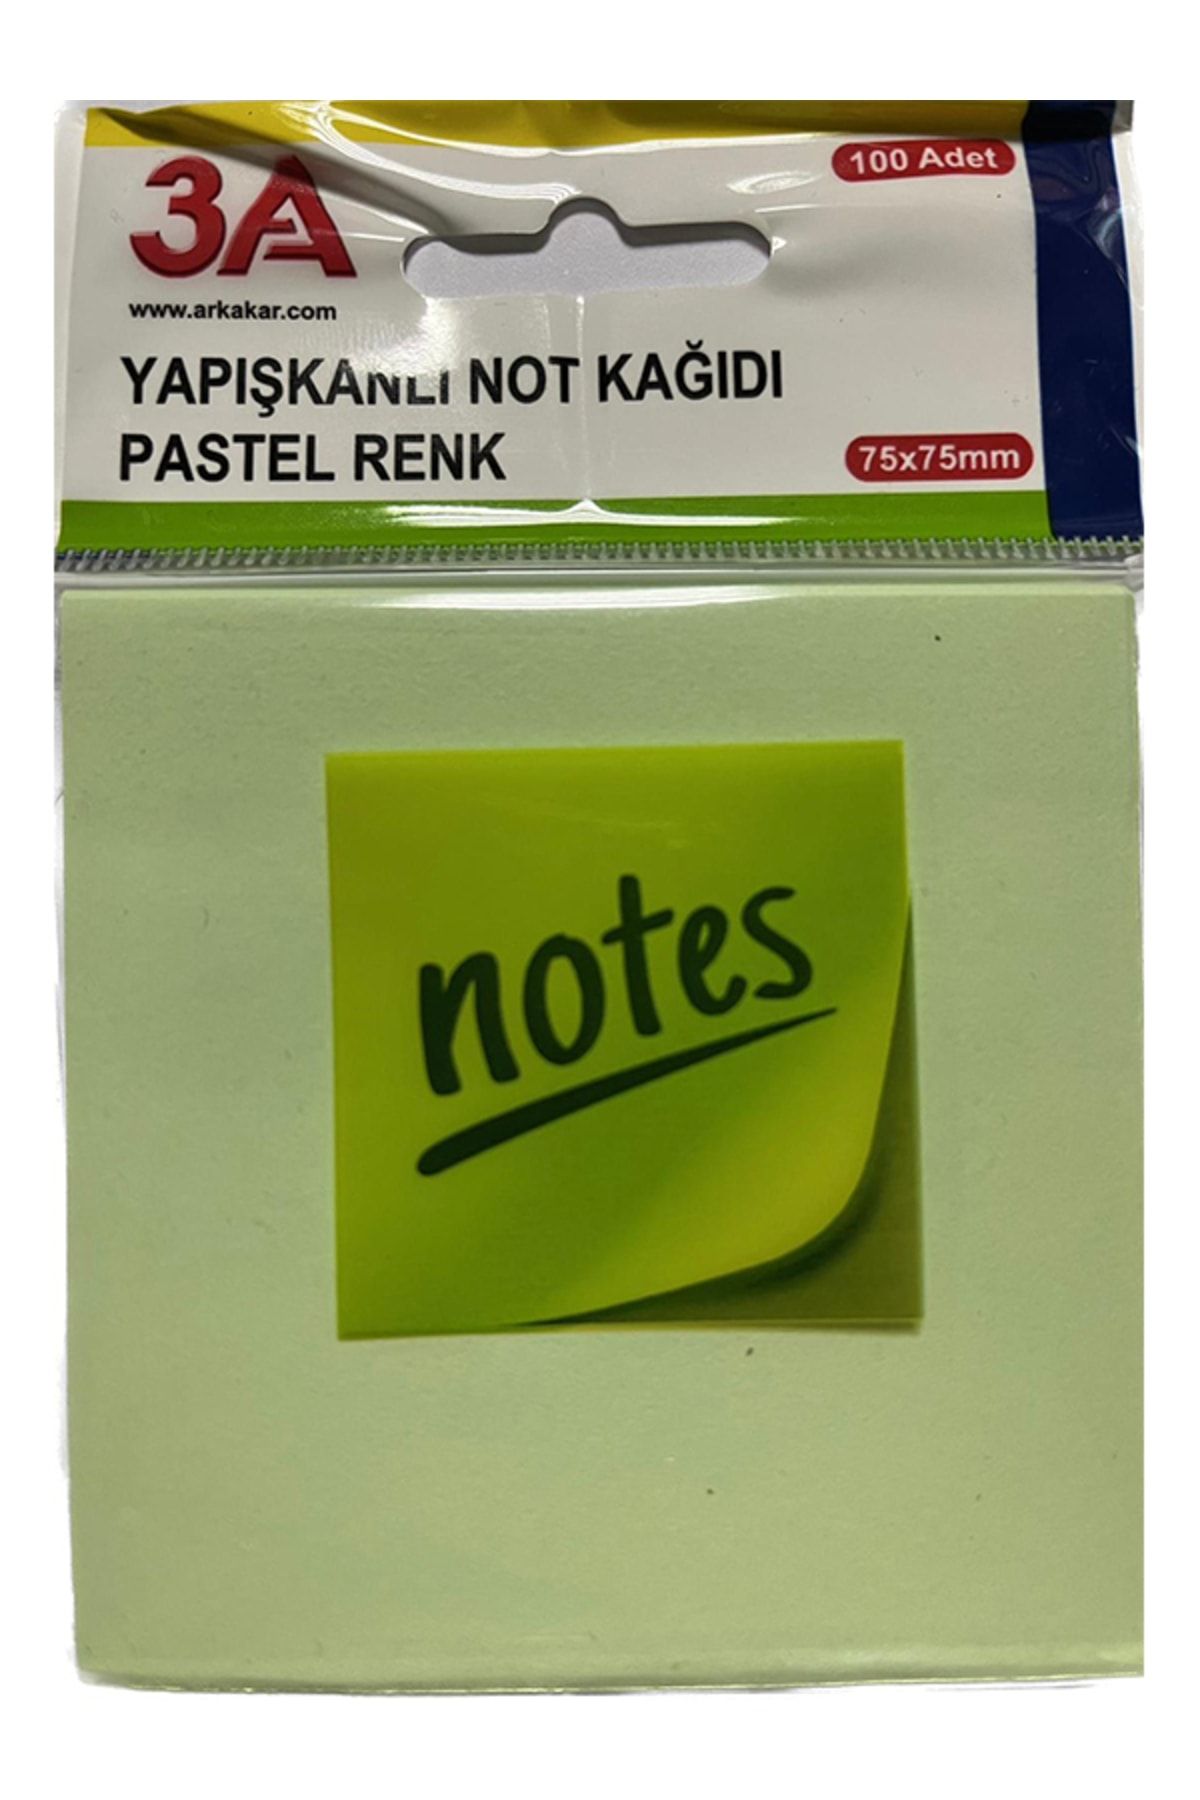 100 Adet
3A
www.arkakar.com
YAPIŞKANLI NOT KAĞIDI
PASTEL RENK
75x75mm
notes